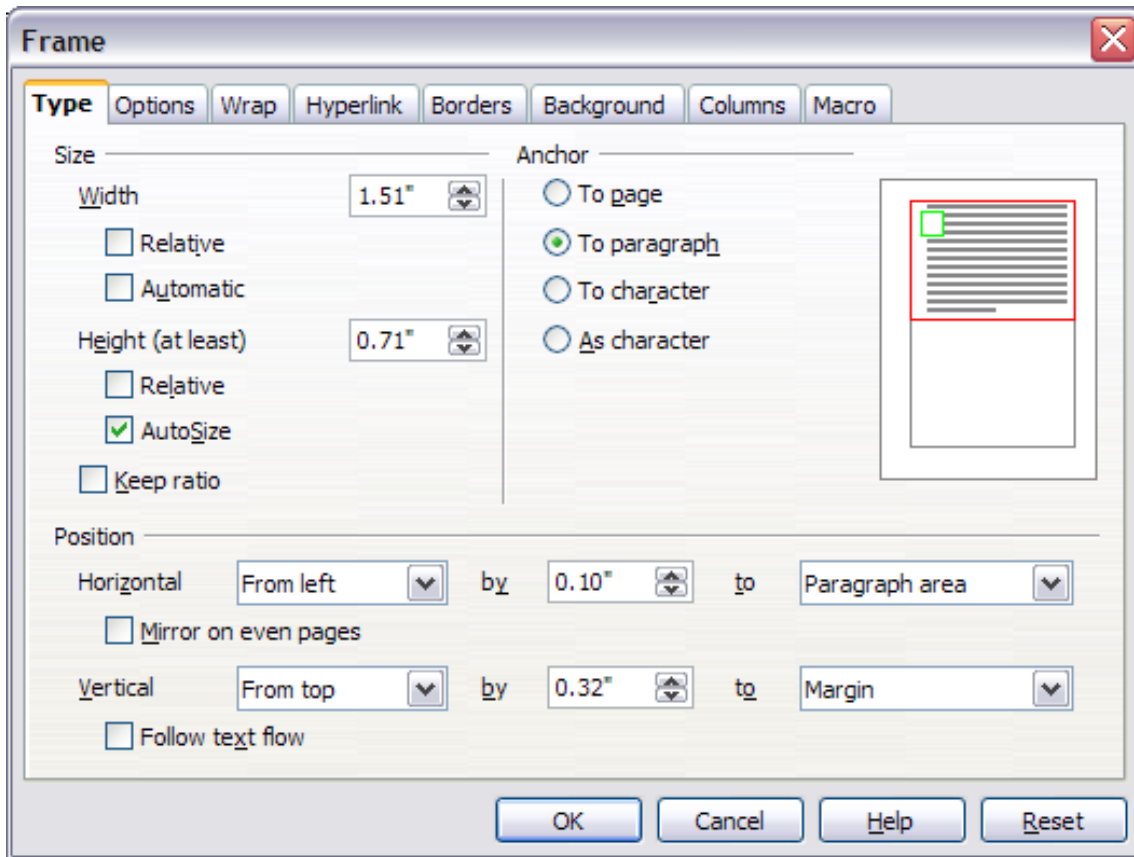 Frame
Type Options Wrap Hyperlink Borders Background Columns Macro
Size
Width 1.51"
Relative
Automatic
Height (at least) 0.71"
Relative
AutoSize
Keep ratio
Anchor
To page
To paragraph
To character
As character
Position
Horizontal From left by 0.10" to Paragraph area
Mirror on even pages
Vertical From top by 0.32" to Margin
Follow text flow
OK Cancel Help Reset